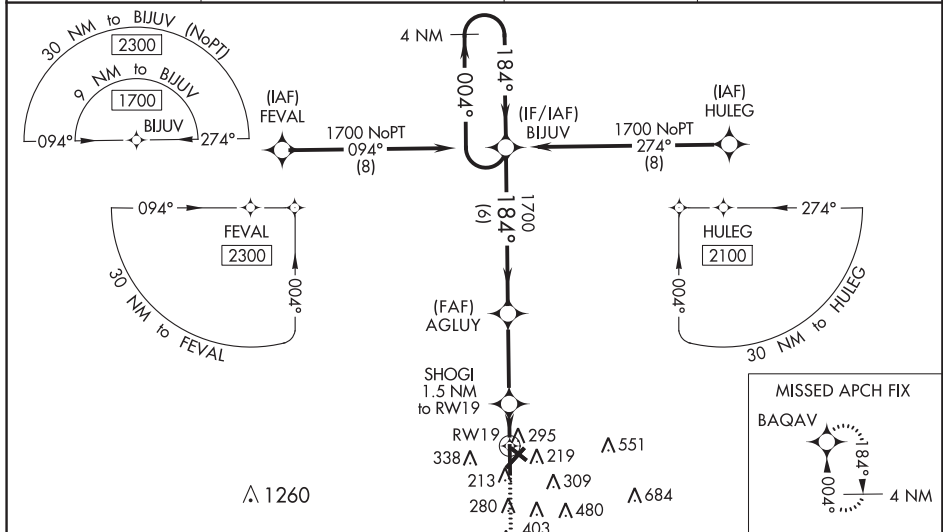 30 NM to BIJUV (NoPT)
2300
9 NM to BIJUV
1700
BIJUV
094°
274°
4 NM
184°
004°
(IAF)
FEVAL
1700 NoPT
094°
(8)
(IF/IAF)
BIJUV
(IAF)
HULEG
1700 NoPT
274°
(8)
094°
FEVAL
2300
004°
30 NM to FEVAL
1700
184°
(6)
274°
HULEG
2100
004°
30 NM to HULEG
(FAF)
AGLUY
SHOGI
1.5 NM
to RW19
RW19
295
551
338
219
213
309
1260
280
480
684
403
MISSED APCH FIX
BAQAV
184°
004°
4 NM